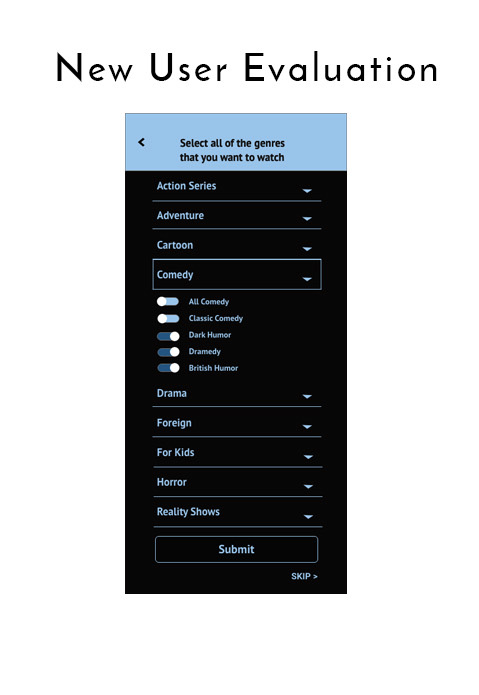 New User Evaluation
<
Select all of the genres
that you want to watch
Action Series
Adventure
Cartoon
Comedy
All Comedy
Classic Comedy
Dark Humor
Dramedy
British Humor
Drama
Foreign
For Kids
Horror
Reality Shows
Submit
SKIP >